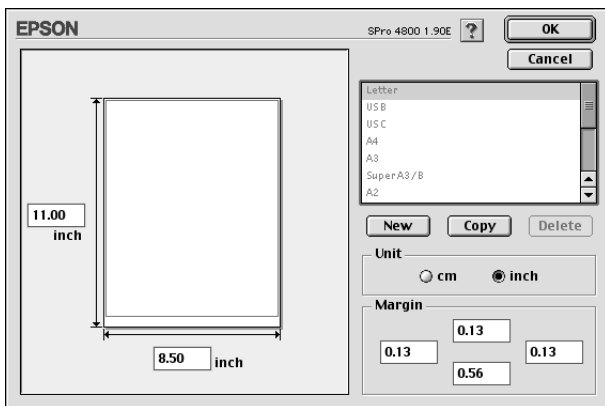 EPSON
SPro 4800 1.90E ? OK
Cancel
Letter
USB
USC
A4
A3
SuperA3/B
A2
New Copy Delete
Unit
cm inch
Margin
0.13
0.13 0.13
0.56
11.00
inch
8.50 inch